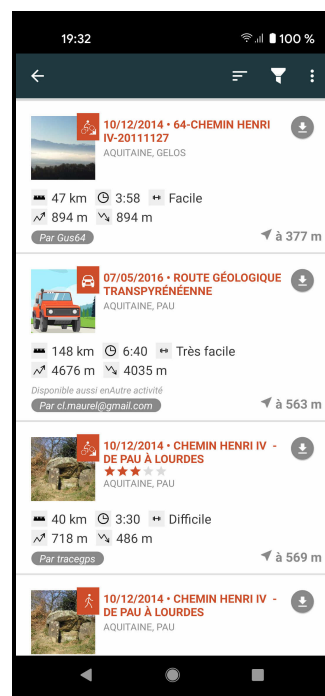 19:32
100 %
10/12/2014 • 64-CHEMIN HENRI
IV-20111127
AQUITAINE, GELOS
47 km 3:58 Facile
894 m 894 m
Par Gus64
à 377 m
07/05/2016 • ROUTE GÉOLOGIQUE
TRANSPYRÉNÉENNE
AQUITAINE, PAU
148 km 6:40 Très facile
4676 m 4035 m
Disponible aussi enAutre activité
Par cl.maurel@gmail.com
à 563 m
10/12/2014 • CHEMIN HENRI IV -
DE PAU À LOURDES
AQUITAINE, PAU
40 km 3:30 Difficile
718 m 486 m
Par tracegps
à 569 m
10/12/2014 • CHEMIN HENRI IV -
DE PAU À LOURDES
AQUITAINE, PAU